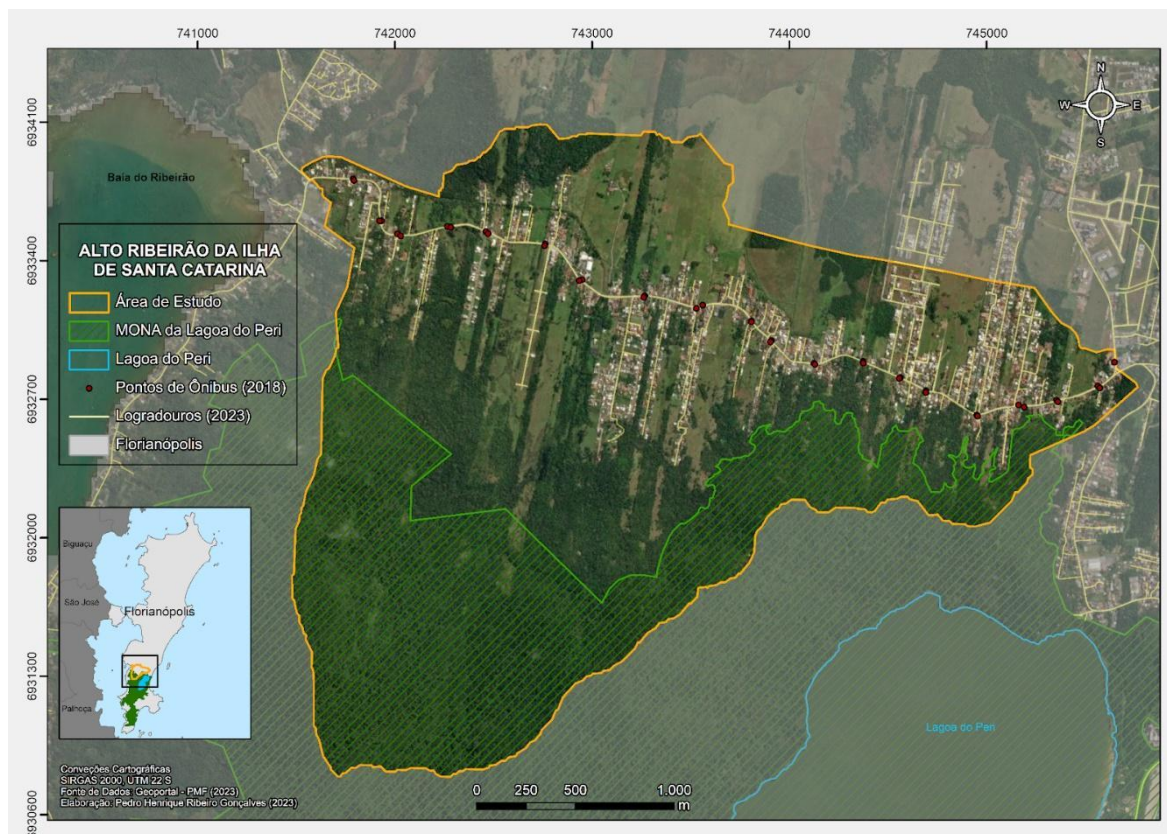 741000 742000 743000 744000 745000
6934100
6933400
6932700
6932000
6931300
6930600
N
W E
S
Baía do Ribeirão
ALTO RIBEIRÃO DA ILHA
DE SANTA CATARINA
Área de Estudo
MONA da Lagoa do Peri
Lagoa do Peri
Pontos de Ônibus (2018)
Logradouros (2023)
Florianópolis
Biguaçu
São José
Florianópolis
Palhoça
Lagoa do Peri
Conveções Cartográficas
SIRGAS 2000, UTM 22 S
Fonte de Dados: Geoportal - PMF (2023)
Elaboração: Pedro Henrique Ribeiro Gonçalves (2023)
0 250 500 1.000
m